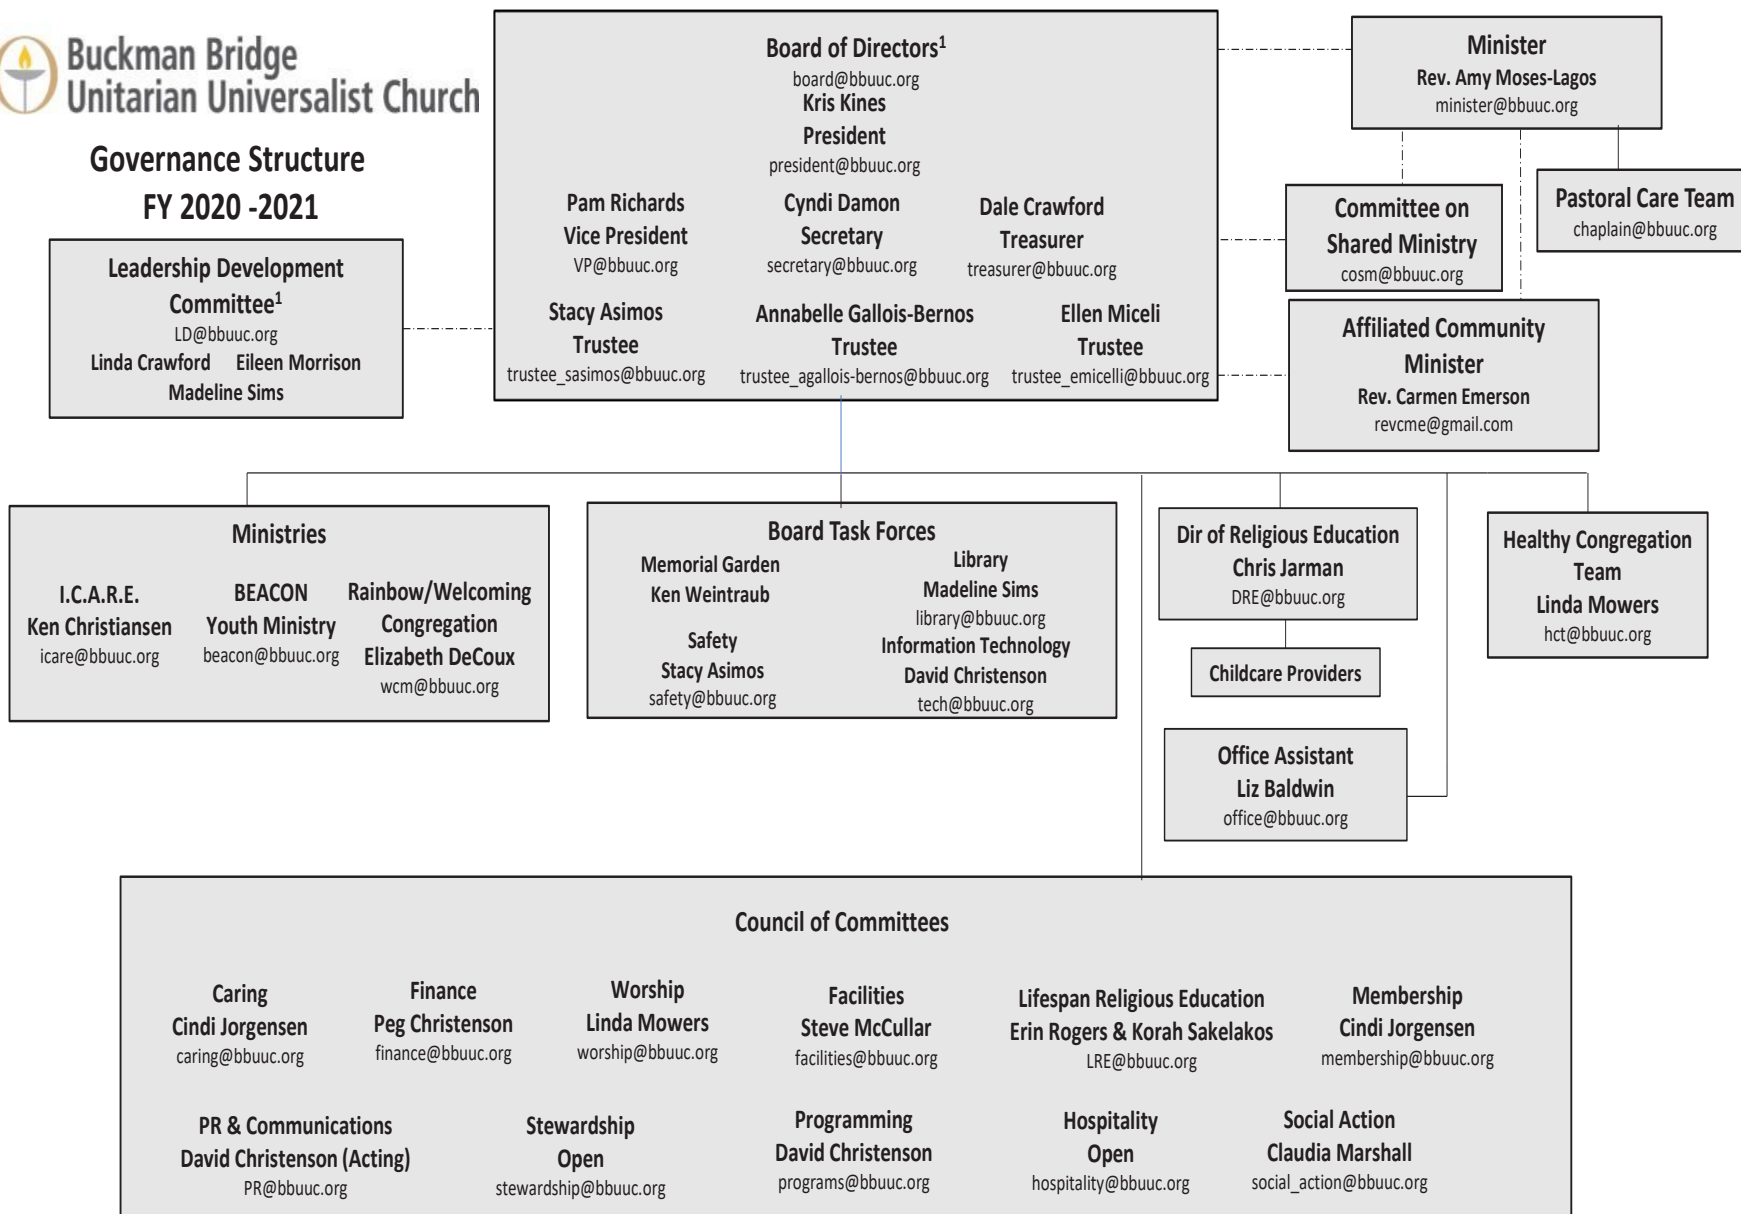 Buckman Bridge
Unitarian Universalist Church
Governance Structure
FY 2020 -2021
Board of Directors¹
board@bbuuc.org
Kris Kines
President
president@bbuuc.org
Pam Richards
Vice President
VP@bbuuc.org
Cyndi Damon
Secretary
secretary@bbuuc.org
Dale Crawford
Treasurer
treasurer@bbuuc.org
Stacy Asimos
Trustee
trustee_sasimos@bbuuc.org
Annabelle Gallois-Bernos
Trustee
trustee_agallois-bernos@bbuuc.org
Ellen Miceli
Trustee
trustee_emicelli@bbuuc.org
Minister
Rev. Amy Moses-Lagos
minister@bbuuc.org
Committee on
Shared Ministry
cosm@bbuuc.org
Pastoral Care Team
chaplain@bbuuc.org
Affiliated Community
Minister
Rev. Carmen Emerson
revcme@gmail.com
Leadership Development
Committee¹
LD@bbuuc.org
Linda Crawford Eileen Morrison
Madeline Sims
Ministries
I.C.A.R.E.
Ken Christiansen
icare@bbuuc.org
BEACON
Youth Ministry
beacon@bbuuc.org
Rainbow/Welcoming
Congregation
Elizabeth DeCoux
wcm@bbuuc.org
Board Task Forces
Memorial Garden
Ken Weintraub
Library
Madeline Sims
library@bbuuc.org
Safety
Stacy Asimos
safety@bbuuc.org
Information Technology
David Christenson
tech@bbuuc.org
Dir of Religious Education
Chris Jarman
DRE@bbuuc.org
Childcare Providers
Healthy Congregation
Team
Linda Mowers
hct@bbuuc.org
Office Assistant
Liz Baldwin
office@bbuuc.org
Council of Committees
Caring
Cindi Jorgensen
caring@bbuuc.org
Finance
Peg Christenson
finance@bbuuc.org
Worship
Linda Mowers
worship@bbuuc.org
Facilities
Steve McCullar
facilities@bbuuc.org
Lifespan Religious Education
Erin Rogers & Korah Sakelakos
LRE@bbuuc.org
Membership
Cindi Jorgensen
membership@bbuuc.org
PR & Communications
David Christenson (Acting)
PR@bbuuc.org
Stewardship
Open
stewardship@bbuuc.org
Programming
David Christenson
programs@bbuuc.org
Hospitality
Open
hospitality@bbuuc.org
Social Action
Claudia Marshall
social_action@bbuuc.org